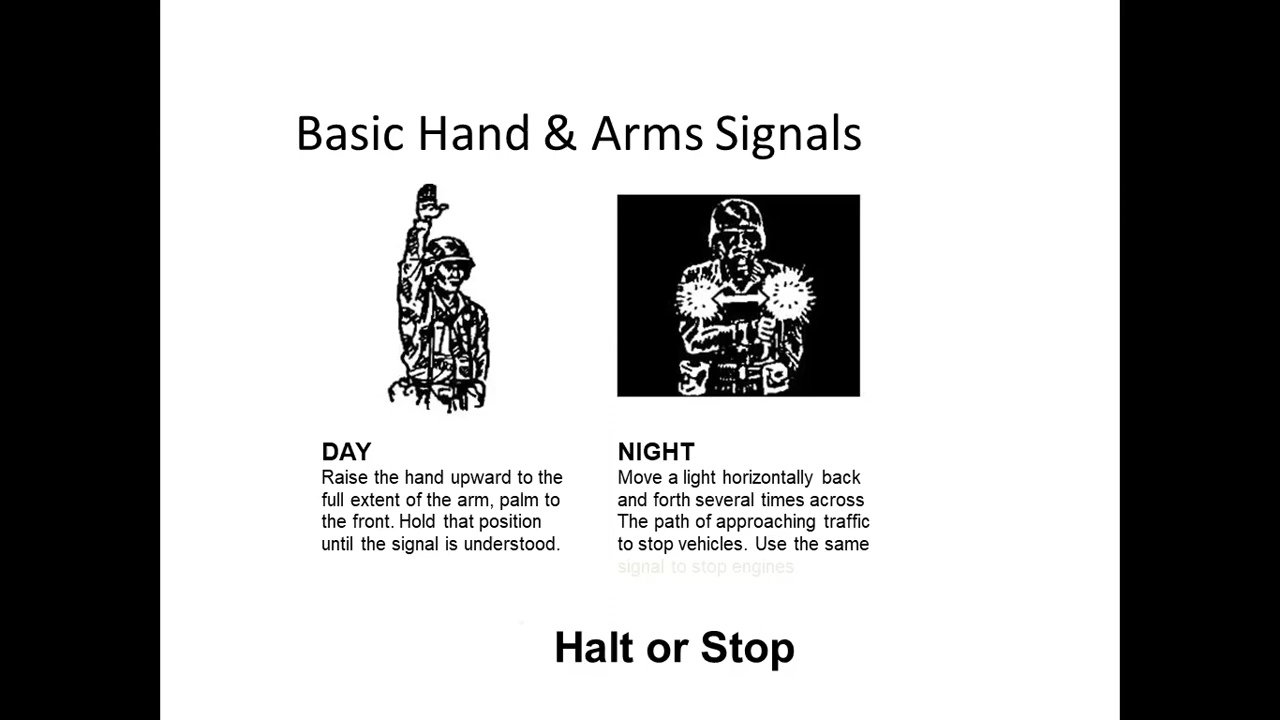 Basic Hand & Arms Signals
DAY
Raise the hand upward to the
full extent of the arm, palm to
the front. Hold that position
until the signal is understood.
NIGHT
Move a light horizontally back
and forth several times across
The path of approaching traffic
to stop vehicles. Use the same
signal to stop engines
Halt or Stop